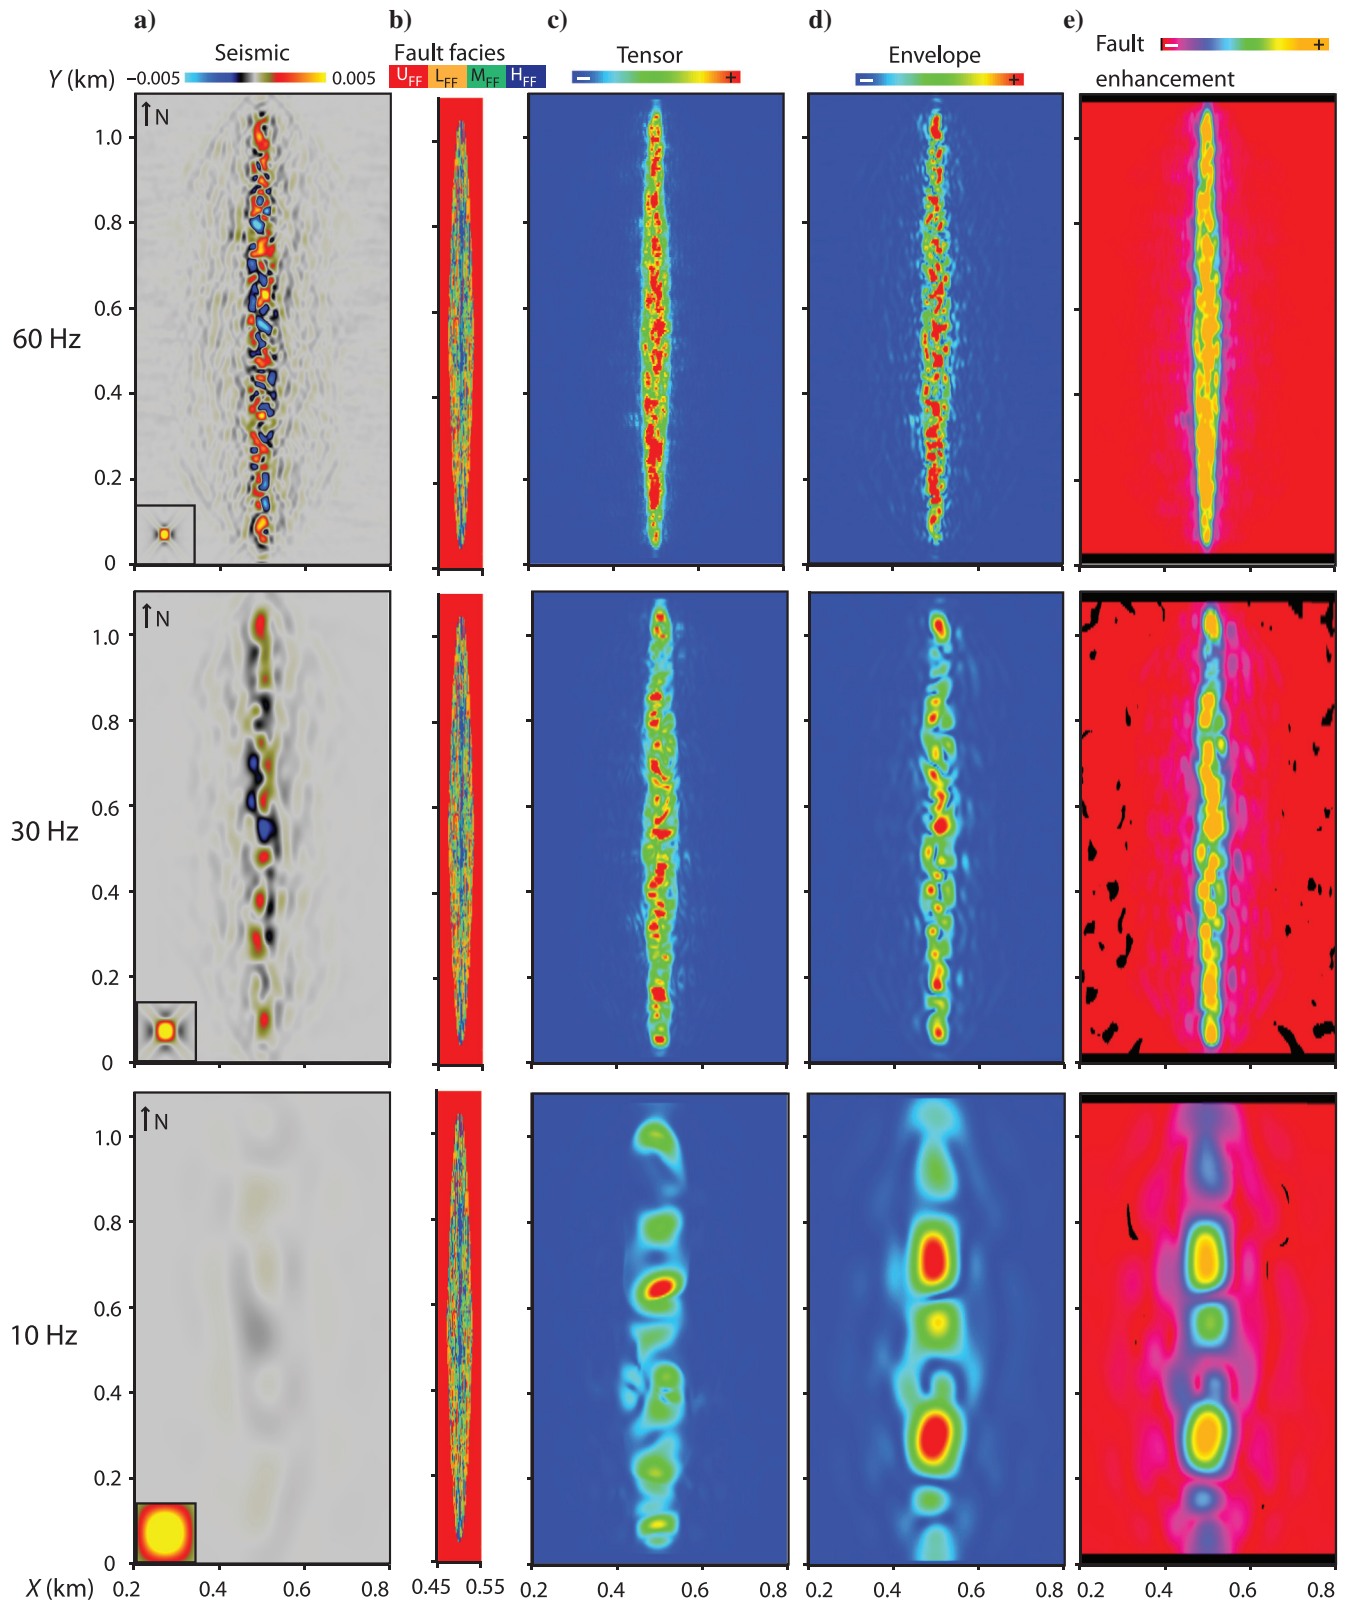 a) b) c) d) e)
Seismic Fault facies Tensor Envelope Fault − +
enhancement
Y (km) −0.005 0.005 U_FF L_FF M_FF H_FF − + − +
N
1.0
0.8
0.6
60 Hz
0.4
0.2
0
N
1.0
0.8
0.6
30 Hz
0.4
0.2
0
N
1.0
0.8
0.6
10 Hz
0.4
0.2
0
X (km) 0.2 0.4 0.6 0.8 0.45 0.55 0.2 0.4 0.6 0.8 0.2 0.4 0.6 0.8 0.2 0.4 0.6 0.8